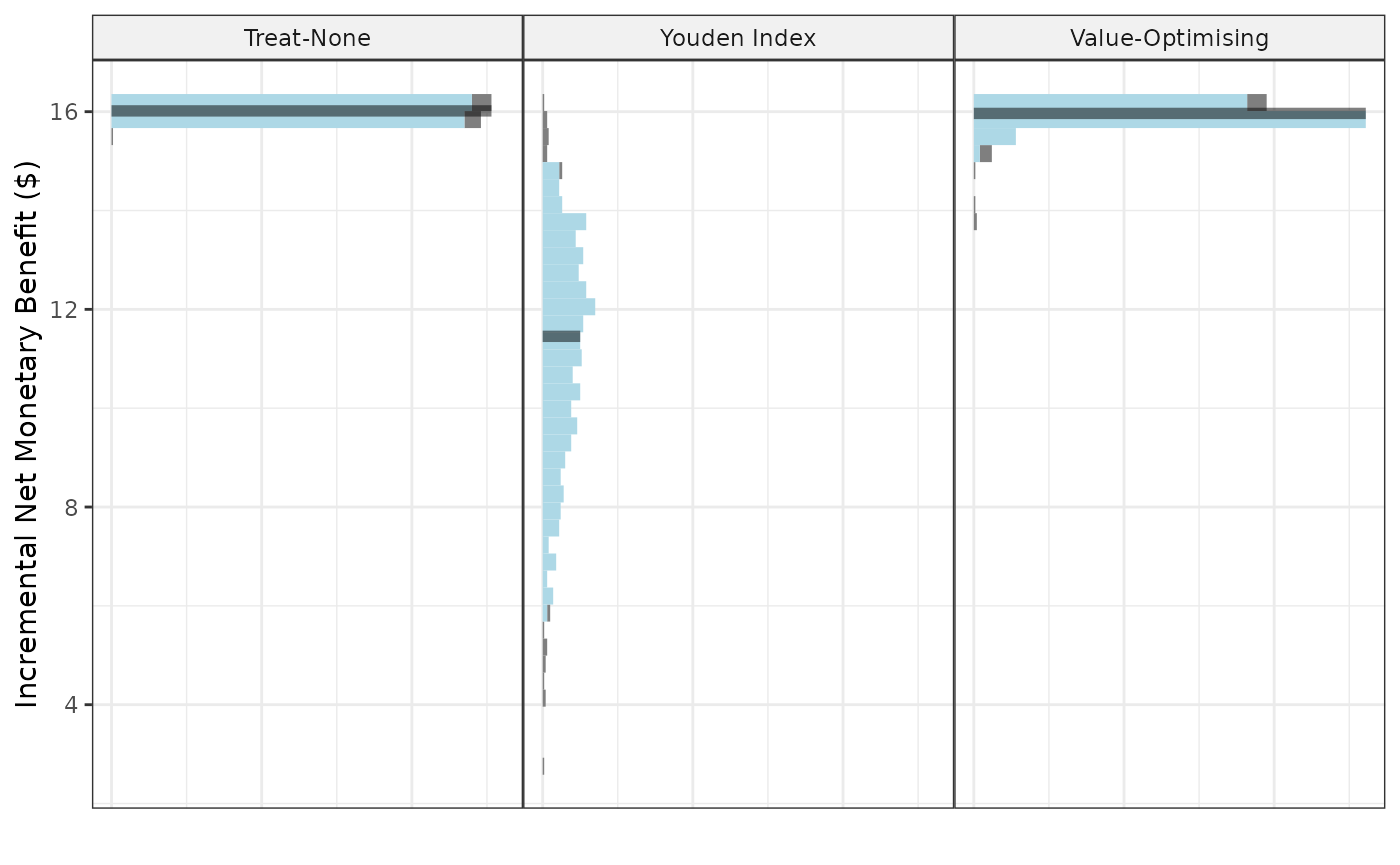 Treat-None
Youden Index
Value-Optimising
Incremental Net Monetary Benefit ($)
16
12
8
4